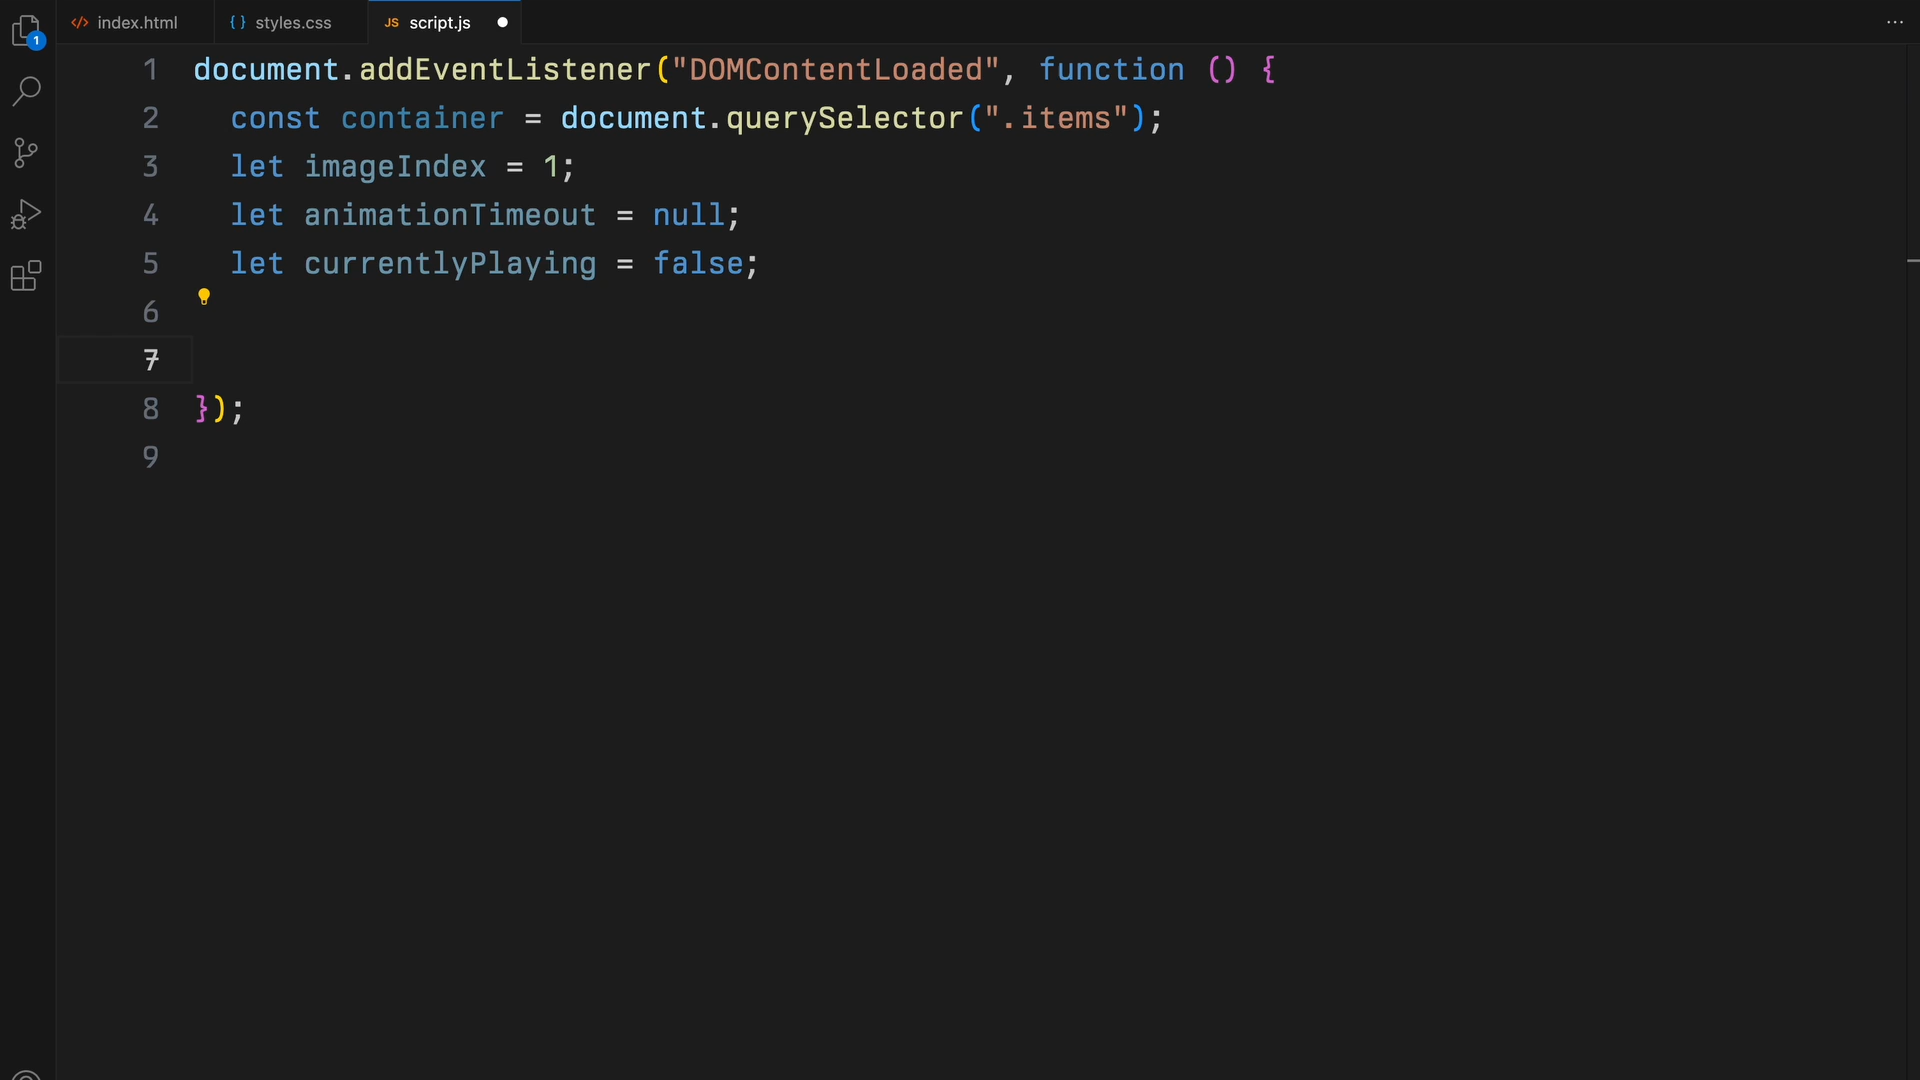 index.html
{ } styles.css
JS script.js
1
1 document.addEventListener("DOMContentLoaded", function () {
2   const container = document.querySelector(".items");
3   let imageIndex = 1;
4   let animationTimeout = null;
5   let currentlyPlaying = false;
6
7
8 });
9